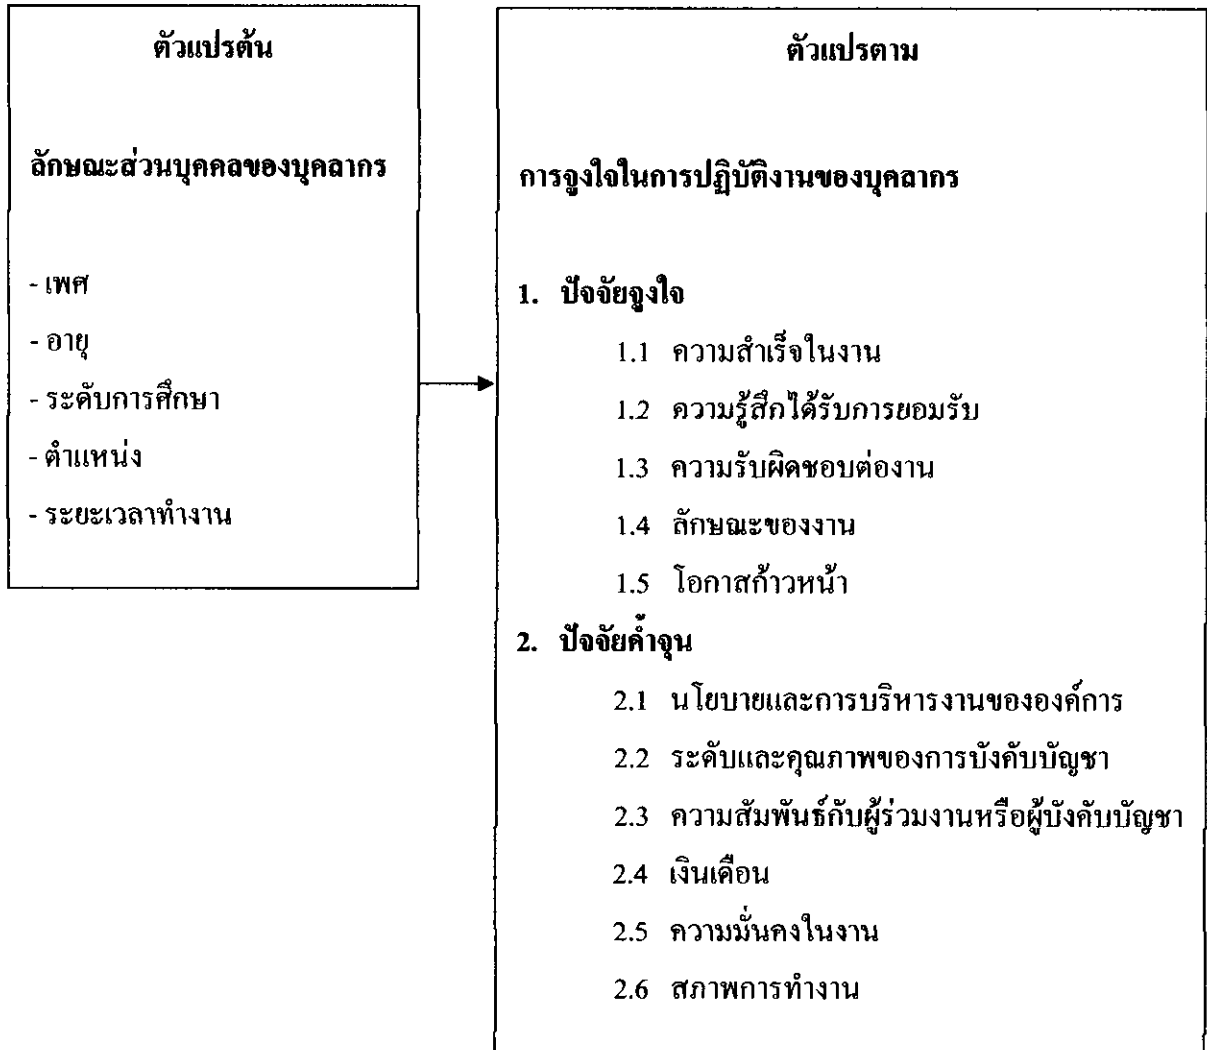 ตัวแปรต้น
ลักษณะส่วนบุคคลของบุคลากร
- เพศ
- อายุ
- ระดับการศึกษา
- ตำแหน่ง
- ระยะเวลาทำงาน
ตัวแปรตาม
การจูงใจในการปฏิบัติงานของบุคลากร
1. ปัจจัยจูงใจ
1.1 ความสำเร็จในงาน
1.2 ความรู้สึกได้รับการยอมรับ
1.3 ความรับผิดชอบต่องาน
1.4 ลักษณะของงาน
1.5 โอกาสก้าวหน้า
2. ปัจจัยค้ำจุน
2.1 นโยบายและการบริหารงานขององค์การ
2.2 ระดับและคุณภาพของการบังคับบัญชา
2.3 ความสัมพันธ์กับผู้ร่วมงานหรือผู้บังคับบัญชา
2.4 เงินเดือน
2.5 ความมั่นคงในงาน
2.6 สภาพการทำงาน